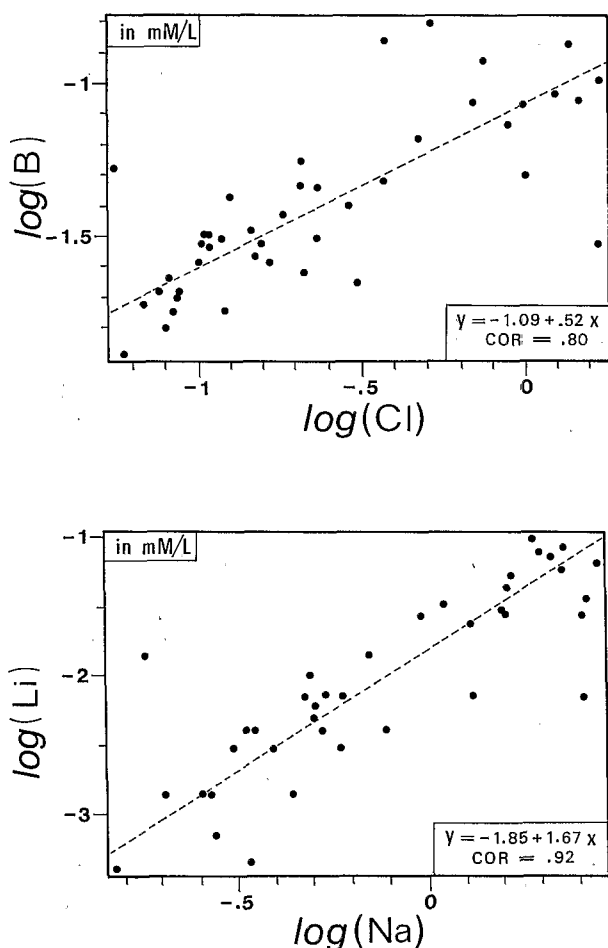 in mM/L
-1
-1.5
log(B)
y = -1.09 + .52 x
COR = .80
-1
-.5
0
log(Cl)
in mM/L
-1
-2
-3
log(Li)
y = -1.85 + 1.67 x
COR = .92
-.5
0
log(Na)